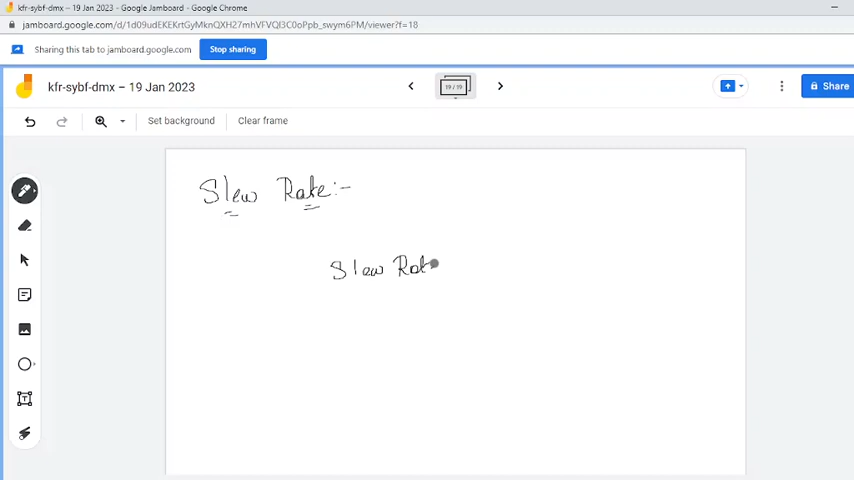 kfr-sybf-dmx – 19 Jan 2023 - Google Jamboard - Google Chrome
jamboard.google.com/d/1d09udEKEKrtGyMknQXH27mhVFVQI3C0oPpb_swym6PM/viewer?f=18
Sharing this tab to jamboard.google.com Stop sharing
kfr-sybf-dmx – 19 Jan 2023 19 / 19 Share
Set background Clear frame
Slew Rate:-
Slew Rat